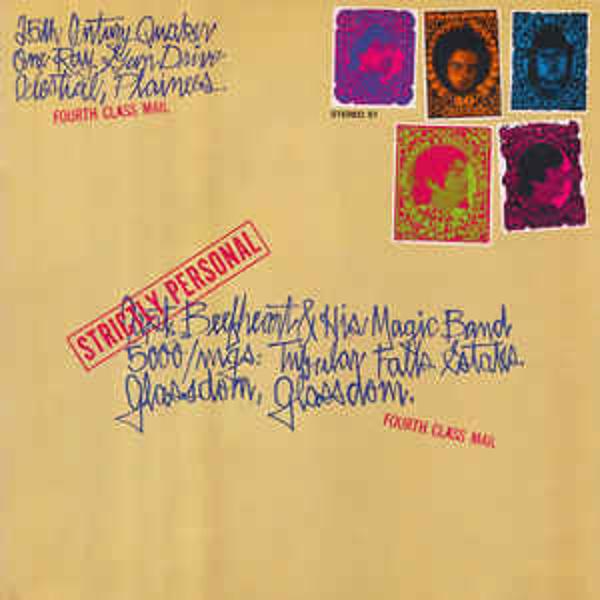 25th Century Quaker
One Ray Gun Drive
Celestial, Plainess..
FOURTH CLASS MAIL
STEREO
STRICTLY PERSONAL
Capt. Beefheart & His Magic Band
5000/mgs: Tubular Falls Estates.
Glassdom, Glassdom.
FOURTH CLASS MAIL